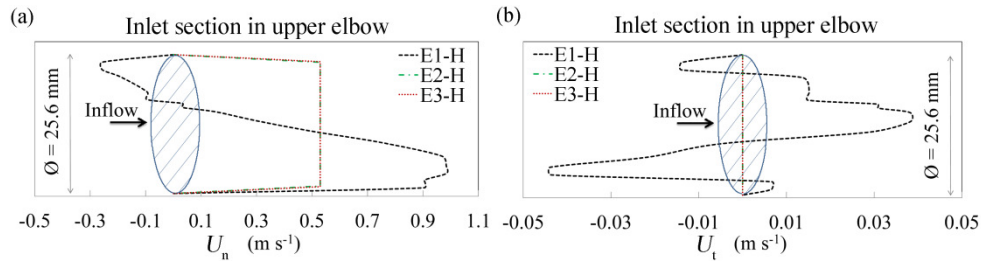 (a)
Inlet section in upper elbow
E1-H
E2-H
E3-H
Inflow
Ø = 25.6 mm
-0.5 -0.3 -0.1 0.1 0.3 0.5 0.7 0.9 1.1
Un (m s-1)
(b)
Inlet section in upper elbow
E1-H
E2-H
E3-H
Inflow
Ø = 25.6 mm
-0.05 -0.03 -0.01 0.01 0.03 0.05
Ut (m s-1)